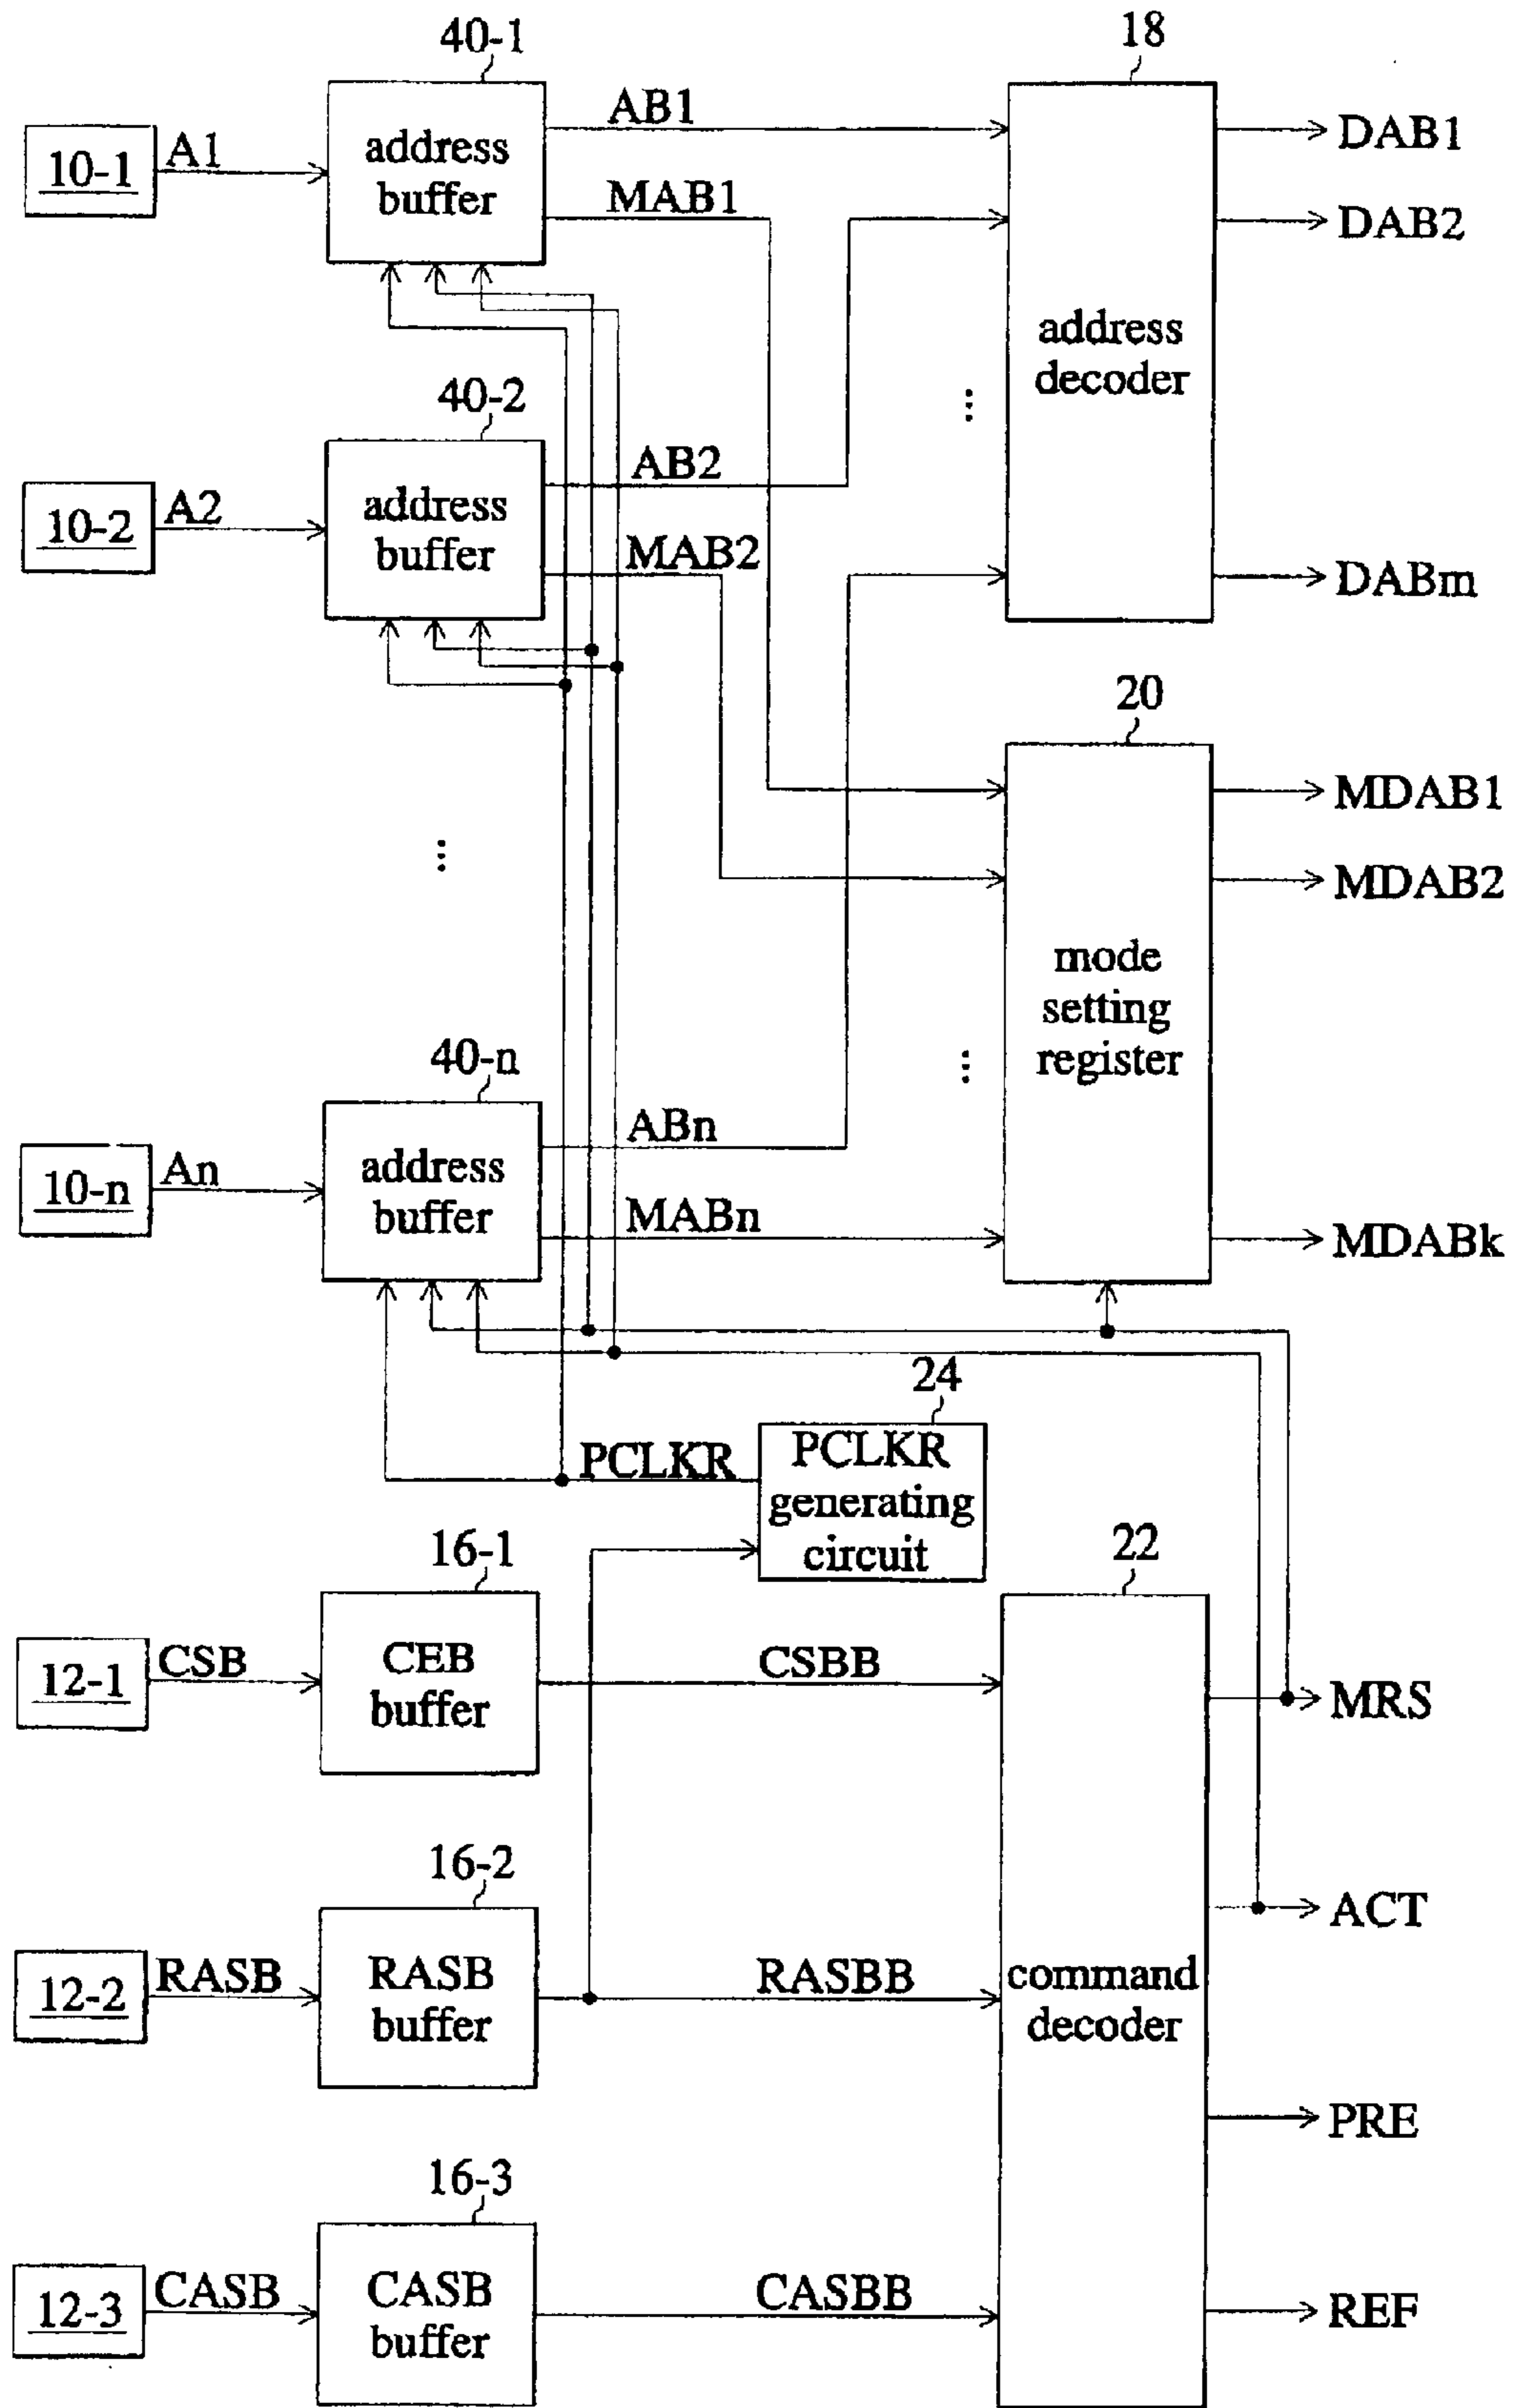 40-1
18
10-1
A1
address
buffer
AB1
MAB1
address
decoder
DAB1
DAB2
DABm
...
40-2
10-2
A2
address
buffer
AB2
MAB2
20
mode
setting
register
MDAB1
MDAB2
MDABk
...
...
40-n
10-n
An
address
buffer
ABn
MABn
24
PCLKR
PCLKR
generating
circuit
16-1
22
12-1
CSB
CEB
buffer
CSBB
command
decoder
MRS
ACT
PRE
REF
16-2
12-2
RASB
RASB
buffer
RASBB
16-3
12-3
CASB
CASB
buffer
CASBB